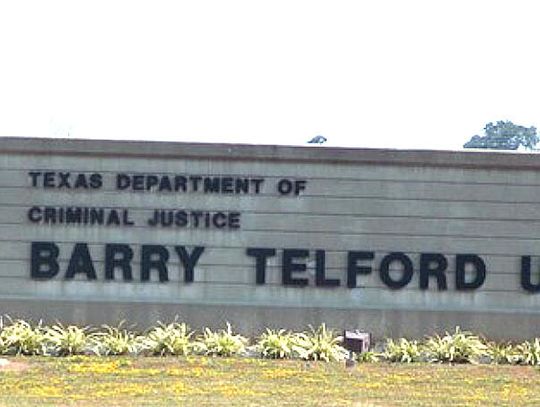 TEXAS DEPARTMENT OF
CRIMINAL JUSTICE
BARRY TELFORD U